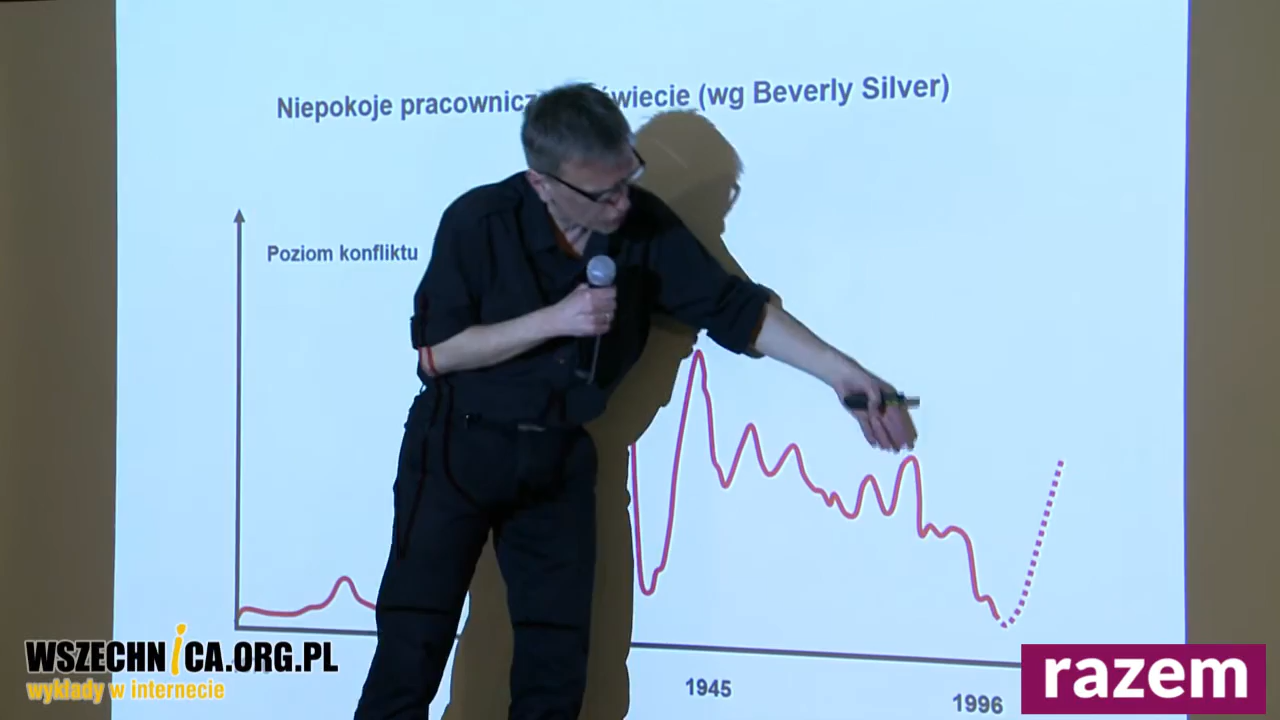 Niepokoje pracownicz wiecie (wg Beverly Silver)
Poziom konfliktu
1945
1996
WSZECHNICA.ORG.PL
wykłady w internecie
razem